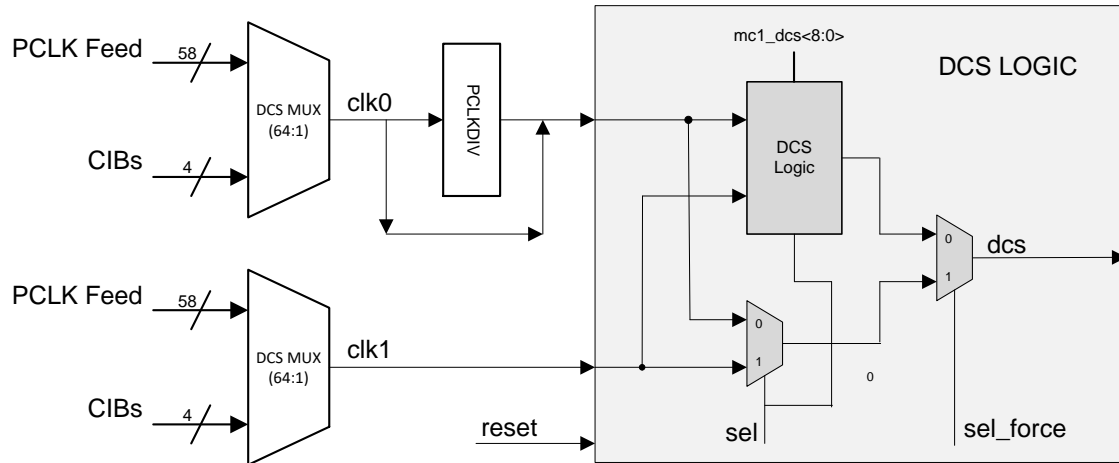 PCLK Feed
58
CIBs
4
DCS MUX
(64:1)
clk0
PCLKDIV
mc1_dcs<8:0>
DCS LOGIC
DCS
Logic
0
1
dcs
PCLK Feed
58
CIBs
4
DCS MUX
(64:1)
clk1
0
1
0
reset
sel
sel_force